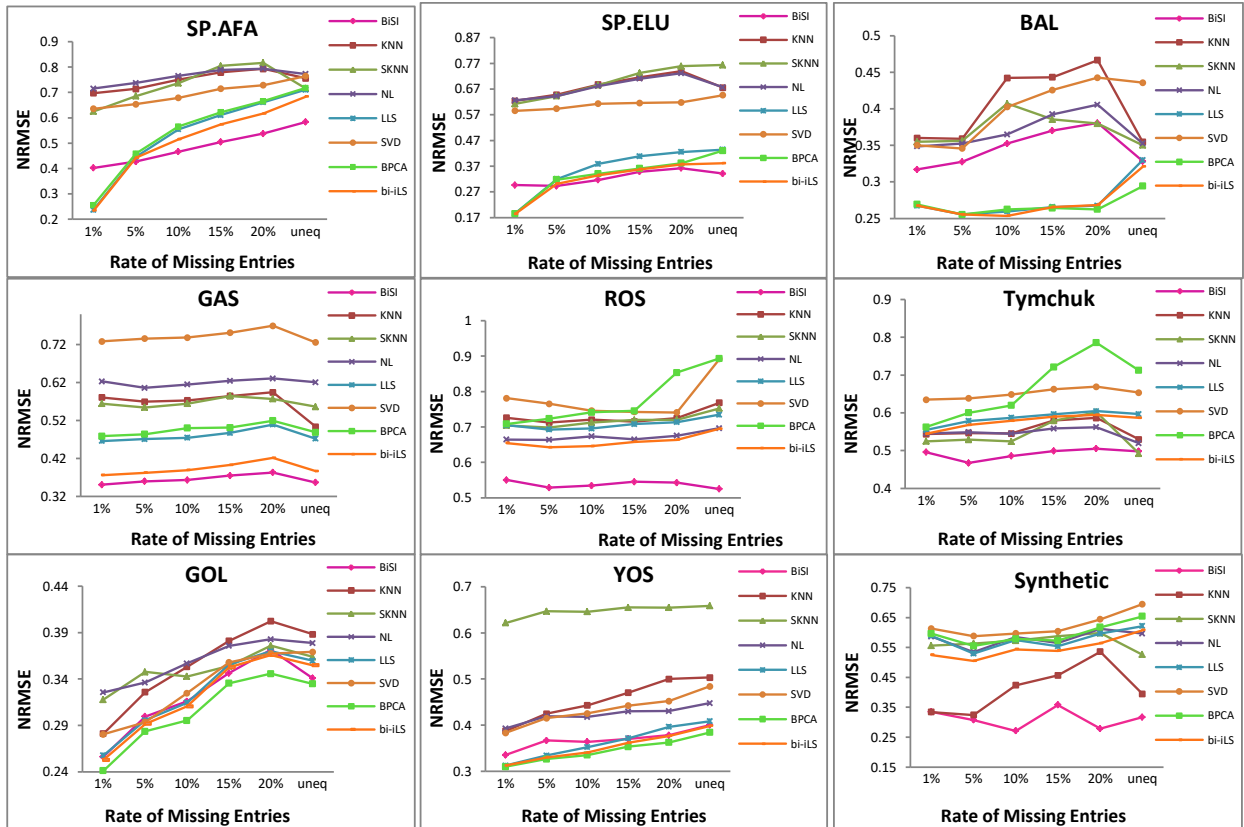 SP.AFA
NRMSE
0.9
0.8
0.7
0.6
0.5
0.4
0.3
0.2
1% 5% 10% 15% 20% uneq
Rate of Missing Entries
BiSI
KNN
SKNN
NL
LLS
SVD
BPCA
bi-iLS
SP.ELU
NRMSE
0.87
0.77
0.67
0.57
0.47
0.37
0.27
0.17
1% 5% 10% 15% 20% uneq
Rate of Missing Entries
BiSI
KNN
SKNN
NL
LLS
SVD
BPCA
bi-iLS
BAL
NRMSE
0.5
0.45
0.4
0.35
0.3
0.25
1% 5% 10% 15% 20% uneq
Rate of Missing Entries
BiSI
KNN
SKNN
NL
LLS
SVD
BPCA
bi-iLS
GAS
NRMSE
0.72
0.62
0.52
0.42
0.32
1% 5% 10% 15% 20% uneq
Rate of Missing Entries
BiSI
KNN
SKNN
NL
LLS
SVD
BPCA
bi-iLS
ROS
NRMSE
1
0.9
0.8
0.7
0.6
0.5
1% 5% 10% 15% 20% uneq
Rate of Missing Entries
BiSI
KNN
SKNN
NL
LLS
SVD
BPCA
bi-iLS
Tymchuk
NRMSE
0.9
0.8
0.7
0.6
0.5
0.4
1% 5% 10% 15% 20% uneq
Rate of Missing Entries
BiSI
KNN
SKNN
NL
LLS
SVD
BPCA
bi-iLS
GOL
NRMSE
0.44
0.39
0.34
0.29
0.24
1% 5% 10% 15% 20% uneq
Rate of Missing Entries
BiSI
KNN
SKNN
NL
LLS
SVD
BPCA
bi-iLS
YOS
NRMSE
0.7
0.6
0.5
0.4
0.3
1% 5% 10% 15% 20% uneq
Rate of Missing Entries
BiSI
KNN
SKNN
NL
LLS
SVD
BPCA
bi-iLS
Synthetic
NRMSE
0.75
0.65
0.55
0.45
0.35
0.25
0.15
1% 5% 10% 15% 20% uneq
Rate of Missing Entries
BiSI
KNN
SKNN
NL
LLS
SVD
BPCA
bi-iLS